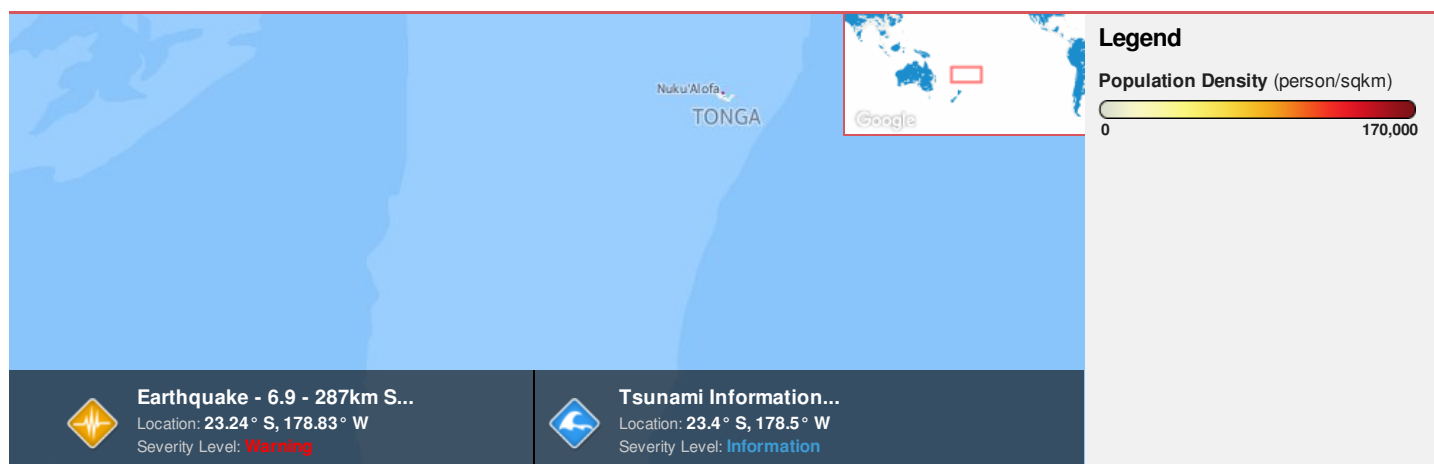 Nuku'Alofa
TONGA
Google
Legend
Population Density (person/sqkm)
0 170,000
Earthquake - 6.9 - 287km S...
Location: 23.24° S, 178.83° W
Severity Level: Warning
Tsunami Information...
Location: 23.4° S, 178.5° W
Severity Level: Information